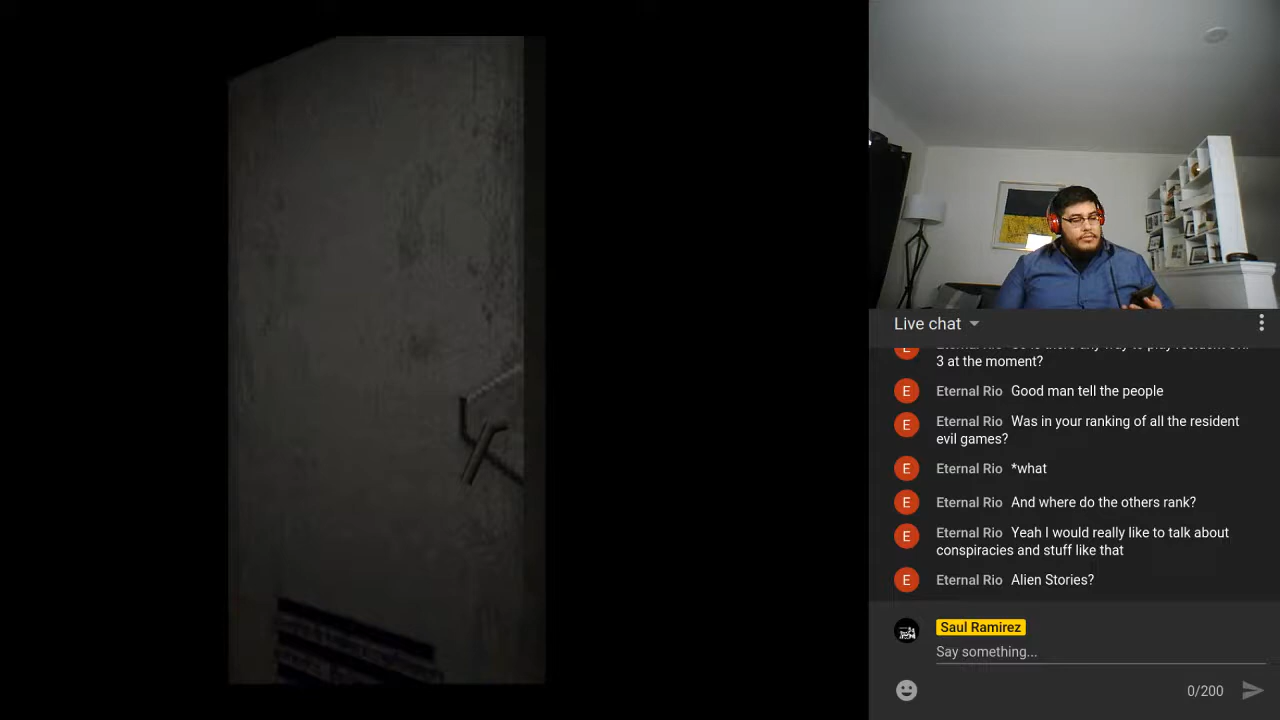 Live chat
3 at the moment?
Eternal Rio Good man tell the people
Eternal Rio Was in your ranking of all the resident
evil games?
Eternal Rio *what
Eternal Rio And where do the others rank?
Eternal Rio Yeah I would really like to talk about
conspiracies and stuff like that
Eternal Rio Alien Stories?
Saul Ramirez
Say something...
0/200